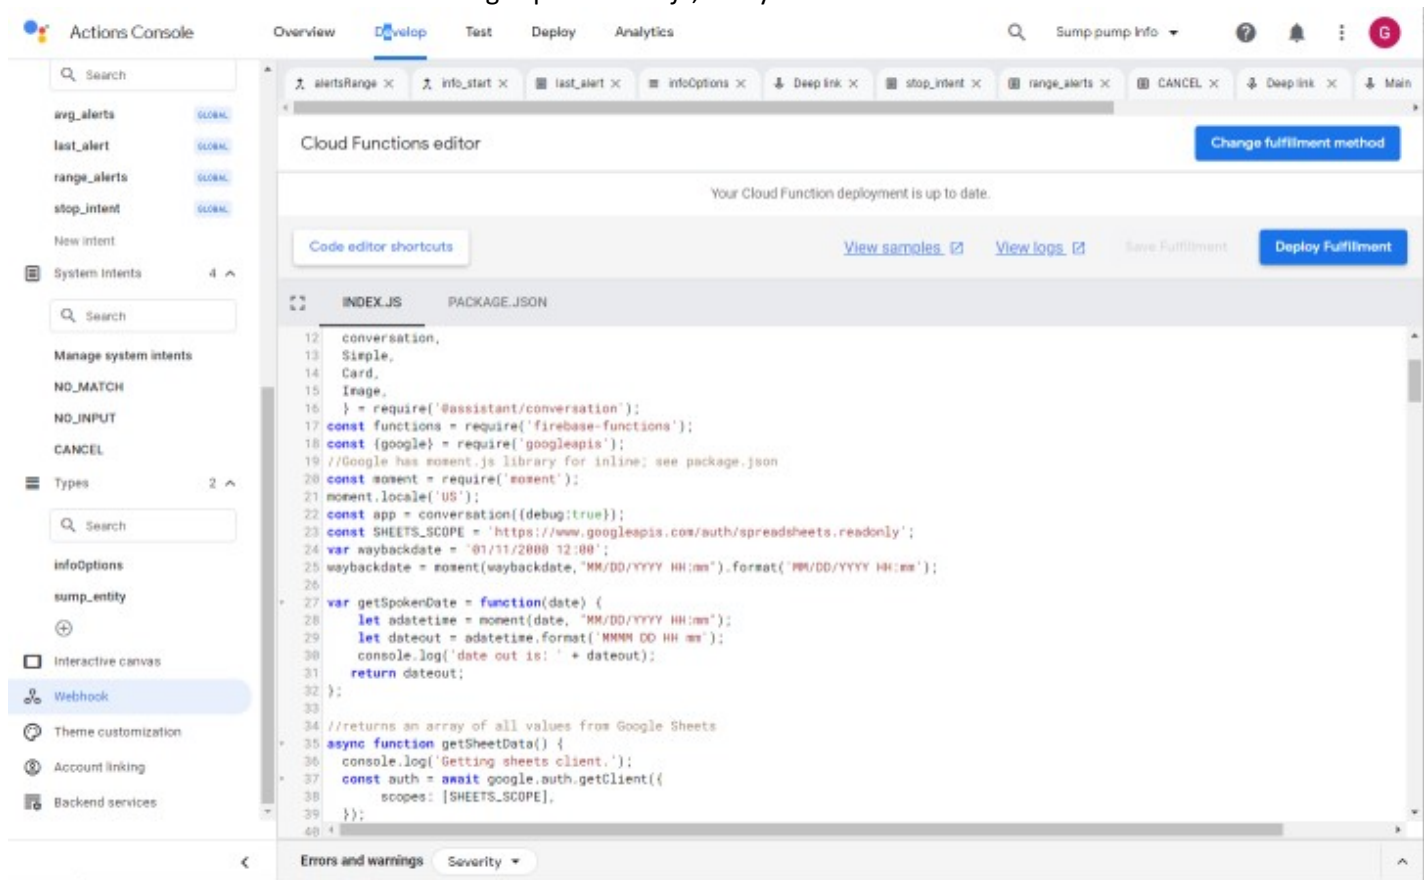 Actions Console
Overview Develop Test Deploy Analytics
Sump pump Info
G
Search
avg_alerts GLOBAL
last_alert GLOBAL
range_alerts GLOBAL
stop_intent GLOBAL
New intent
System Intents 4
Search
Manage system intents
NO_MATCH
NO_INPUT
CANCEL
Types 2
Search
infoOptions
sump_entity
Interactive canvas
Webhook
Theme customization
Account linking
Backend services
alertsRange × info_start × last_alert × infoOptions × Deep link × stop_intent × range_alerts × CANCEL × Deep link × Main
Cloud Functions editor
Change fulfillment method
Your Cloud Function deployment is up to date.
Code editor shortcuts
View samples View logs Save Fulfillment Deploy Fulfillment
INDEX.JS PACKAGE.JSON
12 conversation,
13 Simple,
14 Card,
15 Image,
16 } = require('@assistant/conversation');
17 const functions = require('firebase-functions');
18 const {google} = require('googleapis');
19 //Google has moment.js library for inline; see package.json
20 const moment = require('moment');
21 moment.locale('US');
22 const app = conversation({debug:true});
23 const SHEETS_SCOPE = 'https://www.googleapis.com/auth/spreadsheets.readonly';
24 var waybackdate = '01/11/2000 12:00';
25 waybackdate = moment(waybackdate,"MM/DD/YYYY HH:mm").format('MM/DD/YYYY HH:mm');
26
27 var getSpokenDate = function(date) {
28 let adatetime = moment(date, "MM/DD/YYYY HH:mm");
29 let dateout = adatetime.format('MMMM DD HH mm');
30 console.log('date out is: ' + dateout);
31 return dateout;
32 };
33
34 //returns an array of all values from Google Sheets
35 async function getSheetData() {
36 console.log('Getting sheets client.');
37 const auth = await google.auth.getClient({
38 scopes: [SHEETS_SCOPE],
39 });
40
Errors and warnings Severity